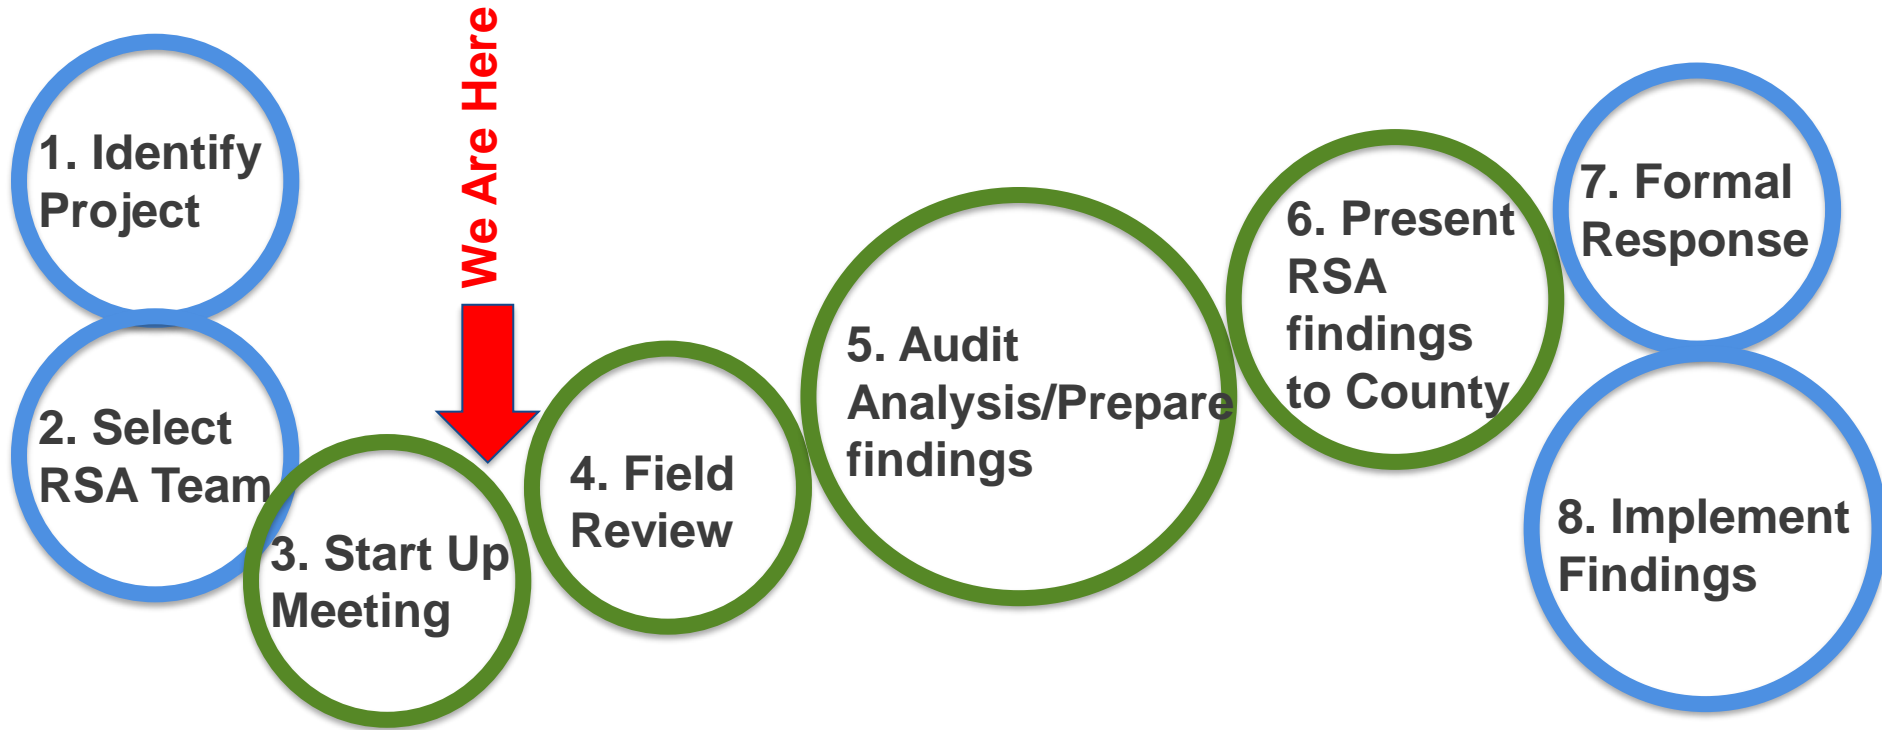 1. Identify
Project
2. Select
RSA Team
We Are Here
3. Start Up
Meeting
4. Field
Review
5. Audit
Analysis/Prepare
findings
6. Present
RSA
findings
to County
7. Formal
Response
8. Implement
Findings